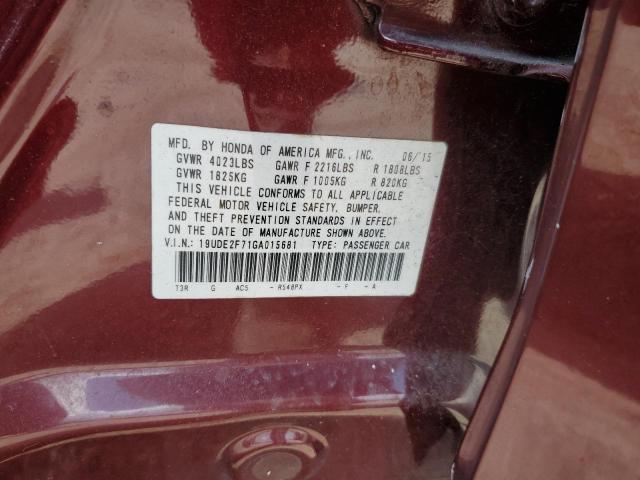 MFD. BY HONDA OF AMERICA MFG., INC. 06/15
GVWR 4023LBS GAWR F 2216LBS R 1808LBS
GVWR 1825KG GAWR F 1005KG R 820KG
THIS VEHICLE CONFORMS TO ALL APPLICABLE
FEDERAL MOTOR VEHICLE SAFETY, BUMPER,
AND THEFT PREVENTION STANDARDS IN EFFECT
ON THE DATE OF MANUFACTURE SHOWN ABOVE.
V.I.N.: 19UDE2F71GA015681 TYPE: PASSENGER CAR
T3R G AC5 - R548PX - F - A